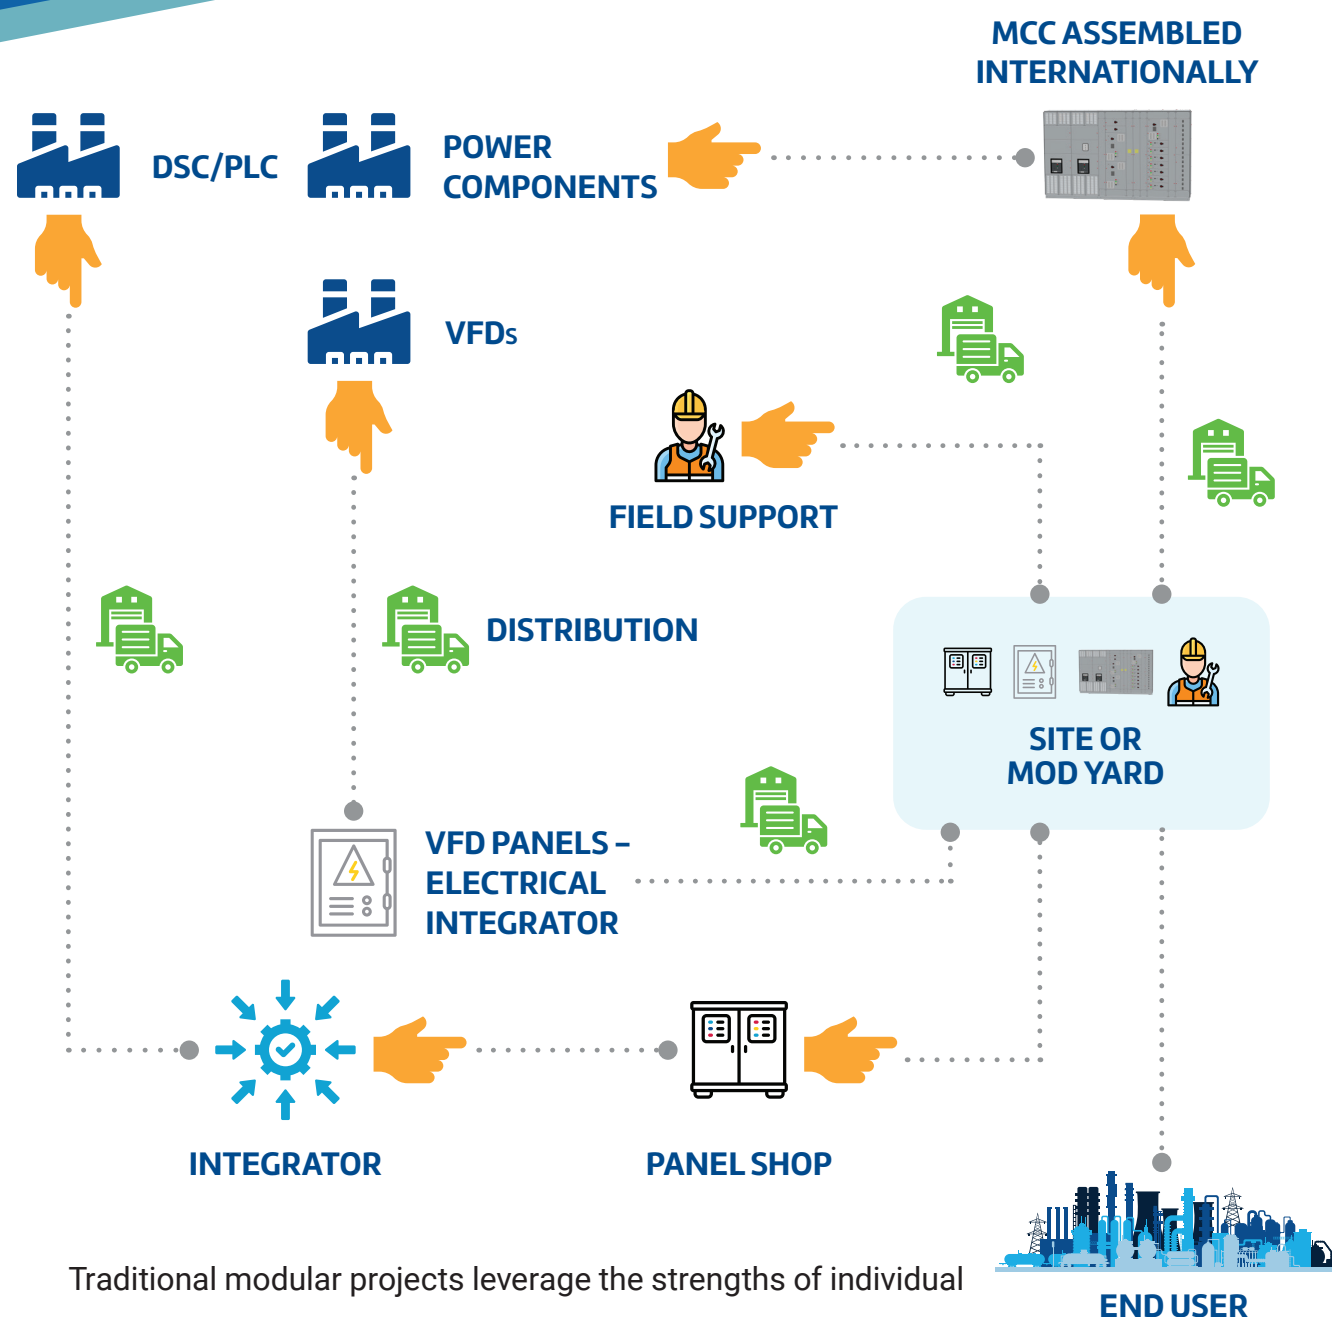 MCC ASSEMBLED
INTERNATIONALLY
DSC/PLC
POWER
COMPONENTS
VFDs
FIELD SUPPORT
DISTRIBUTION
SITE OR
MOD YARD
VFD PANELS –
ELECTRICAL
INTEGRATOR
INTEGRATOR
PANEL SHOP
Traditional modular projects leverage the strengths of individual
END USER